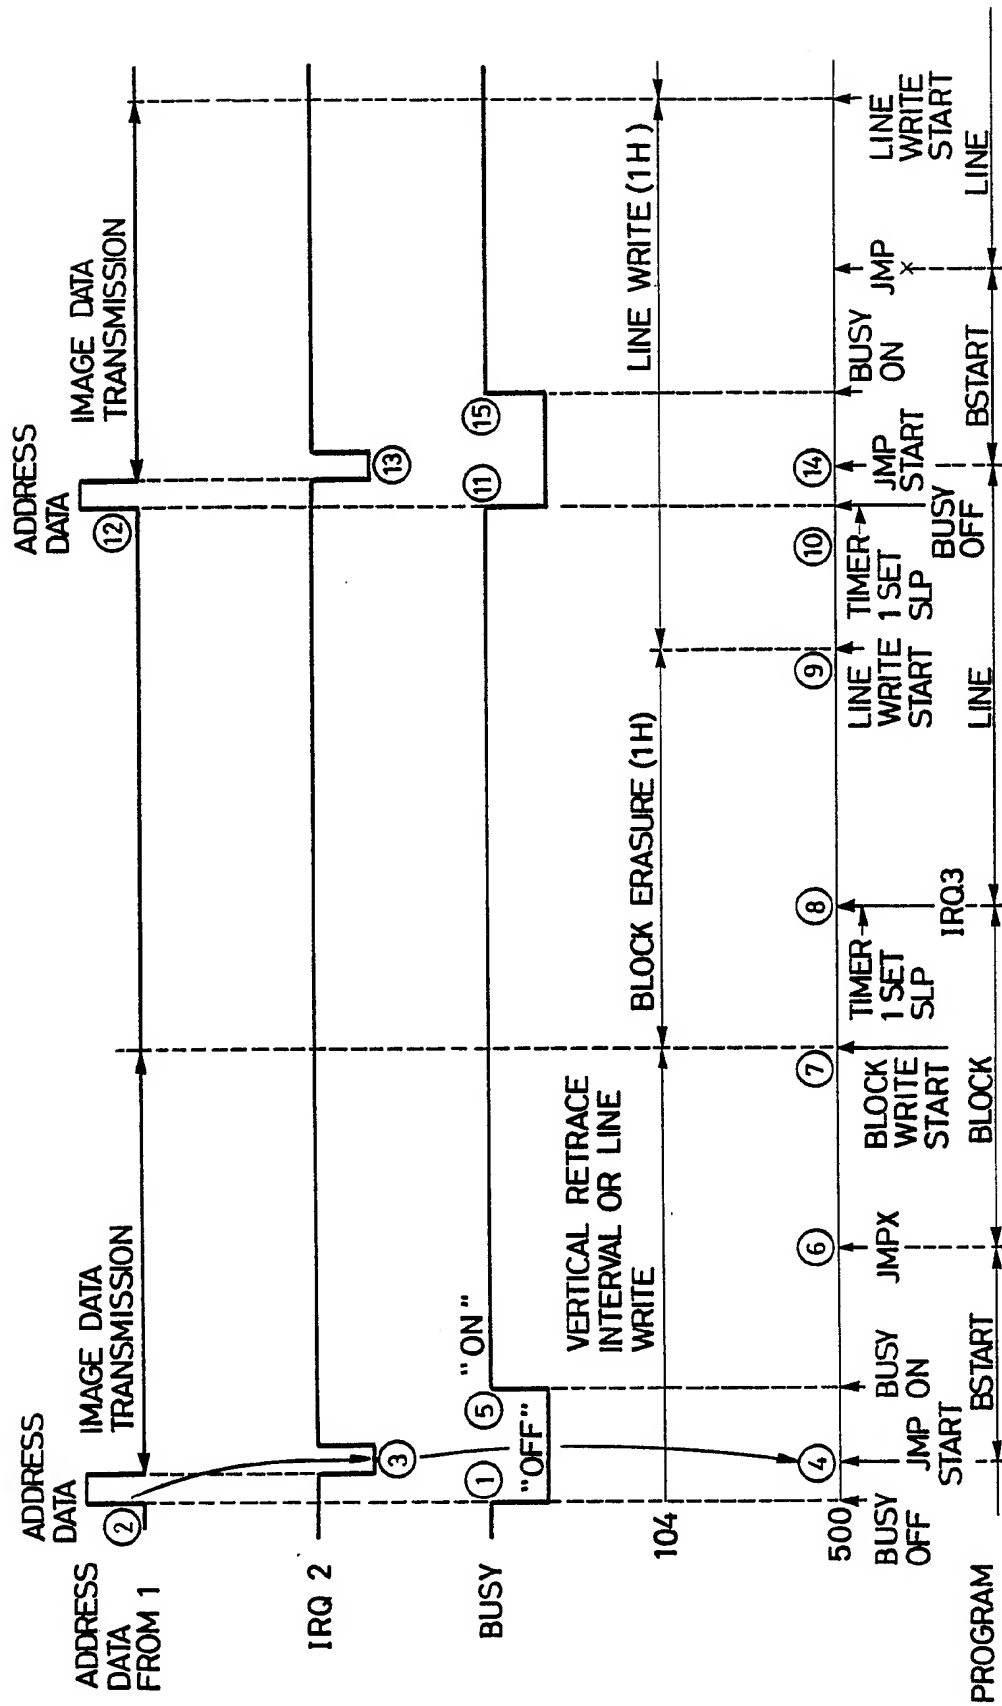 ADDRESS
DATA
FROM 1
ADDRESS
DATA
②
IMAGE DATA
TRANSMISSION
ADDRESS
DATA
⑫
IMAGE DATA
TRANSMISSION
IRQ 2
③
⑬
BUSY
①
"OFF"
⑤
"ON"
⑪
⑮
104
VERTICAL RETRACE
INTERVAL OR LINE
WRITE
BLOCK ERASURE (1H)
LINE WRITE (1H)
500
④
⑥
⑦
⑧
⑨
⑩
⑭
BUSY
OFF
JMP
START
BUSY
ON
JMPX
BLOCK
WRITE
START
TIMER
1 SET
SLP
IRQ3
LINE
WRITE
START
TIMER
1 SET
SLP
BUSY
OFF
JMP
START
BUSY
ON
JMP
X
LINE
WRITE
START
PROGRAM
BSTART
BLOCK
LINE
BSTART
LINE